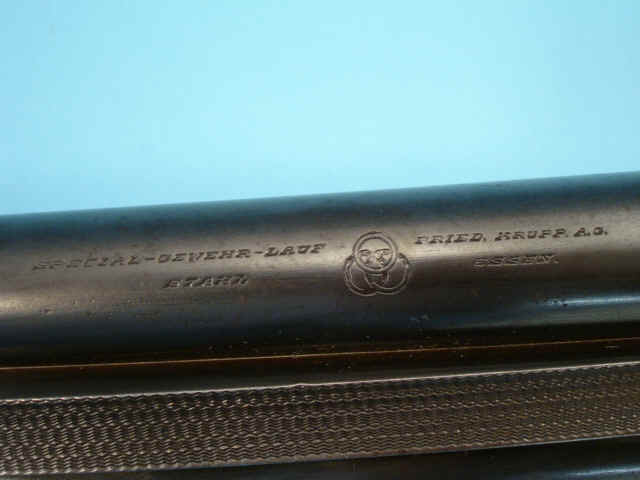 SPECIAL-GEWEHR-LAUF
STAHL
FRIED. KRUPP. A.G.
ESSEN.